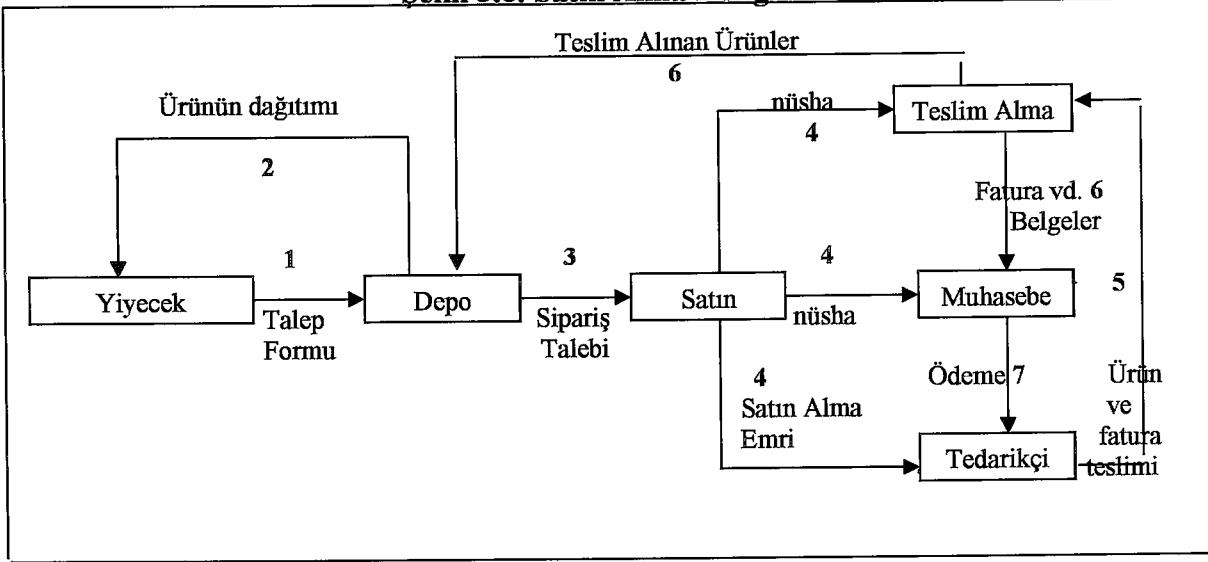 Teslim Alınan Ürünler
6
Ürünün dağıtımı
nüsha
Teslim Alma
4
2
Fatura vd. 6
Belgeler
1
3
4
5
Yiyecek
Depo
Satın
Muhasebe
Talep
Formu
Sipariş
Talebi
nüsha
4
Satın Alma
Emri
Ödeme 7
Ürün
ve
fatura
teslimi
Tedarikçi